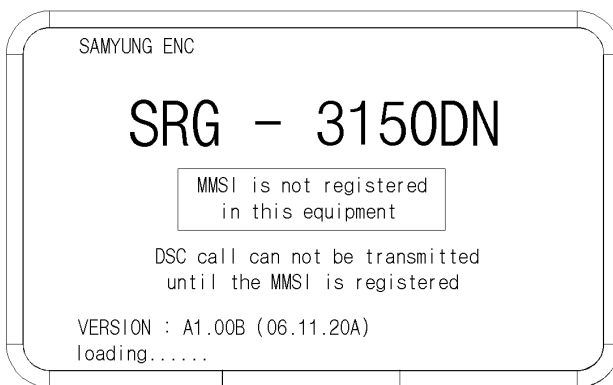 SAMYUNG ENC
SRG - 3150DN
MMSI is not registered
in this equipment
DSC call can not be transmitted
until the MMSI is registered
VERSION : A1.00B (06.11.20A)
loading......